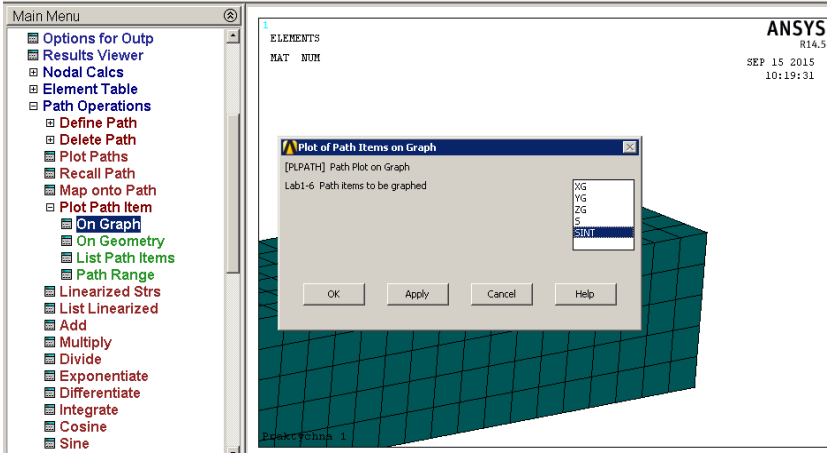 Main Menu
Options for Outp
Results Viewer
Nodal Calcs
Element Table
Path Operations
Define Path
Delete Path
Plot Paths
Recall Path
Map onto Path
Plot Path Item
On Graph
On Geometry
List Path Items
Path Range
Linearized Strs
List Linearized
Add
Multiply
Divide
Exponentiate
Differentiate
Integrate
Cosine
Sine
1
ELEMENTS
MAT NUM
ANSYS
R14.5
SEP 15 2015
10:19:31
Plot of Path Items on Graph
[PLPATH] Path Plot on Graph
Lab1-6 Path items to be graphed
XG
YG
ZG
S
SINT
OK Apply Cancel Help
Praktychna 1